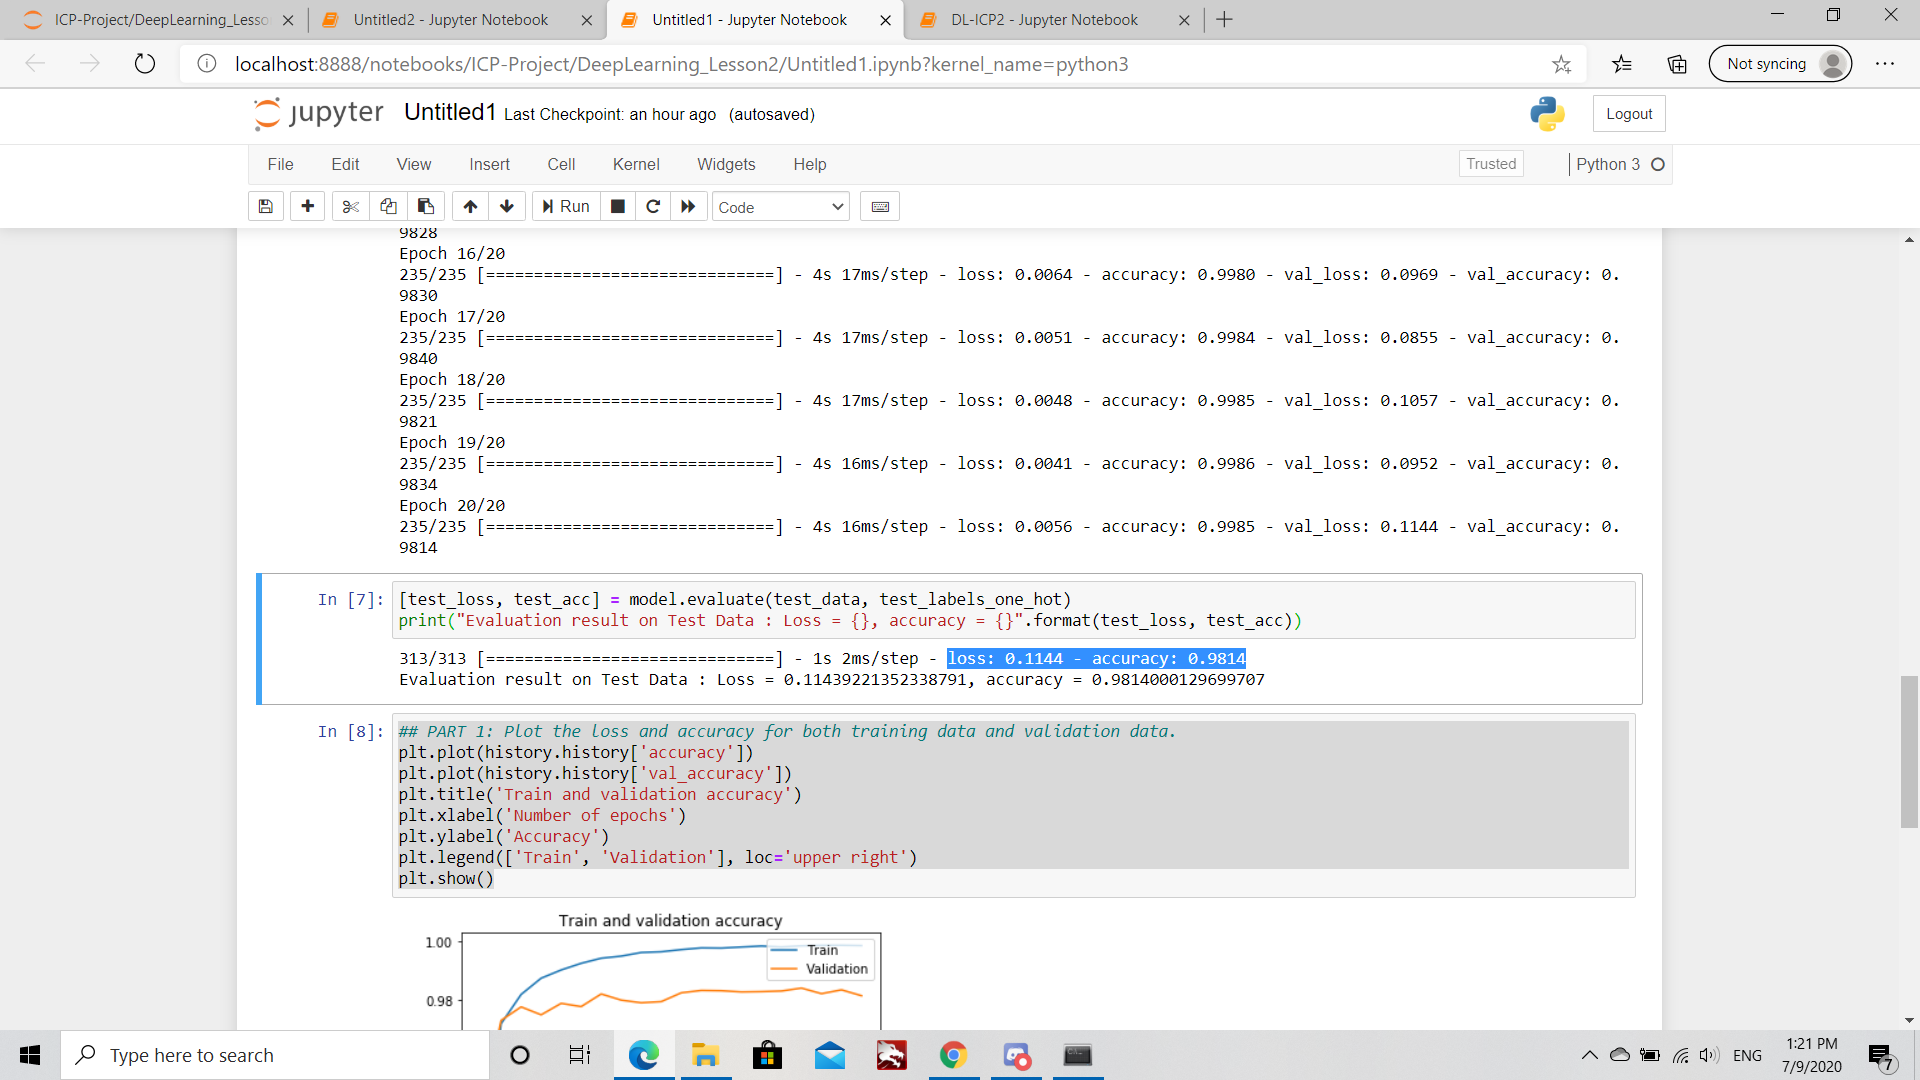 ICP-Project/DeepLearning_Lesso
Untitled2 - Jupyter Notebook
Untitled1 - Jupyter Notebook
DL-ICP2 - Jupyter Notebook
localhost:8888/notebooks/ICP-Project/DeepLearning_Lesson2/Untitled1.ipynb?kernel_name=python3
Not syncing
jupyter Untitled1 Last Checkpoint: an hour ago (autosaved)
Logout
File Edit View Insert Cell Kernel Widgets Help
Trusted
Python 3
Run
Code
9828
Epoch 16/20
235/235 [==============================] - 4s 17ms/step - loss: 0.0064 - accuracy: 0.9980 - val_loss: 0.0969 - val_accuracy: 0.
9830
Epoch 17/20
235/235 [==============================] - 4s 17ms/step - loss: 0.0051 - accuracy: 0.9984 - val_loss: 0.0855 - val_accuracy: 0.
9840
Epoch 18/20
235/235 [==============================] - 4s 17ms/step - loss: 0.0048 - accuracy: 0.9985 - val_loss: 0.1057 - val_accuracy: 0.
9821
Epoch 19/20
235/235 [==============================] - 4s 16ms/step - loss: 0.0041 - accuracy: 0.9986 - val_loss: 0.0952 - val_accuracy: 0.
9834
Epoch 20/20
235/235 [==============================] - 4s 16ms/step - loss: 0.0056 - accuracy: 0.9985 - val_loss: 0.1144 - val_accuracy: 0.
9814
In [7]: [test_loss, test_acc] = model.evaluate(test_data, test_labels_one_hot)
print("Evaluation result on Test Data : Loss = {}, accuracy = {}".format(test_loss, test_acc))
313/313 [==============================] - 1s 2ms/step - loss: 0.1144 - accuracy: 0.9814
Evaluation result on Test Data : Loss = 0.11439221352338791, accuracy = 0.9814000129699707
In [8]: ## PART 1: Plot the loss and accuracy for both training data and validation data.
plt.plot(history.history['accuracy'])
plt.plot(history.history['val_accuracy'])
plt.title('Train and validation accuracy')
plt.xlabel('Number of epochs')
plt.ylabel('Accuracy')
plt.legend(['Train', 'Validation'], loc='upper right')
plt.show()
Train and validation accuracy
1.00
Train
Validation
0.98
Type here to search
ENG
1:21 PM
7/9/2020
7